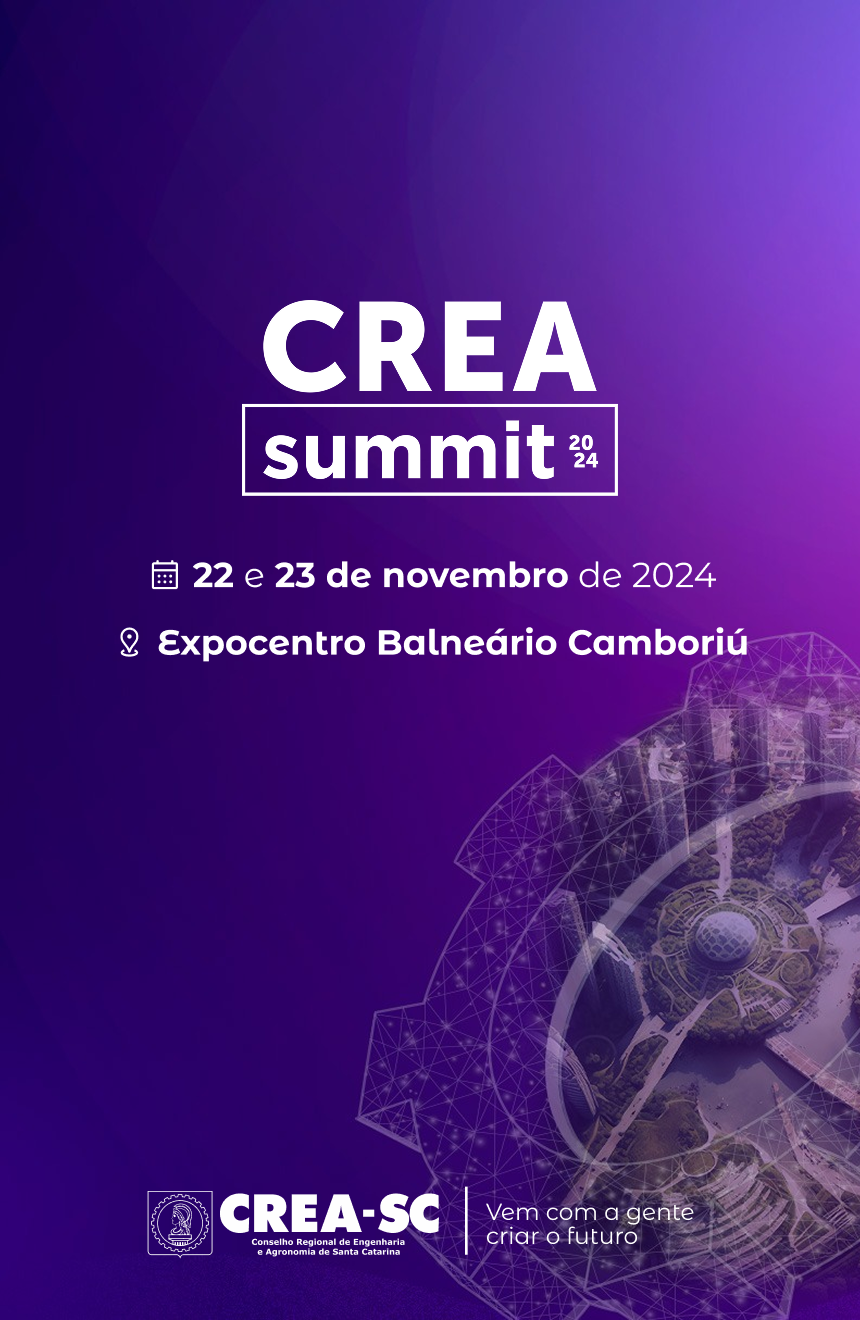 CREA
summit 20
24
22 e 23 de novembro de 2024
Expocentro Balneário Camboriú
CREA-SC
Conselho Regional de Engenharia
e Agronomia de Santa Catarina
Vem com a gente
criar o futuro